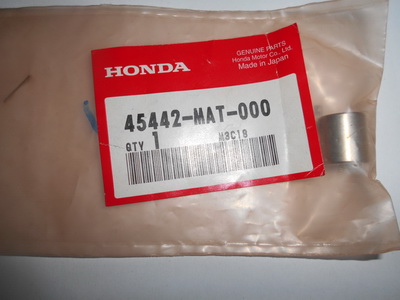 GENUINE PARTS
Honda Motor Co., Ltd.
Made in Japan
HONDA
45442-MAT-000
QTY 1 M3C19